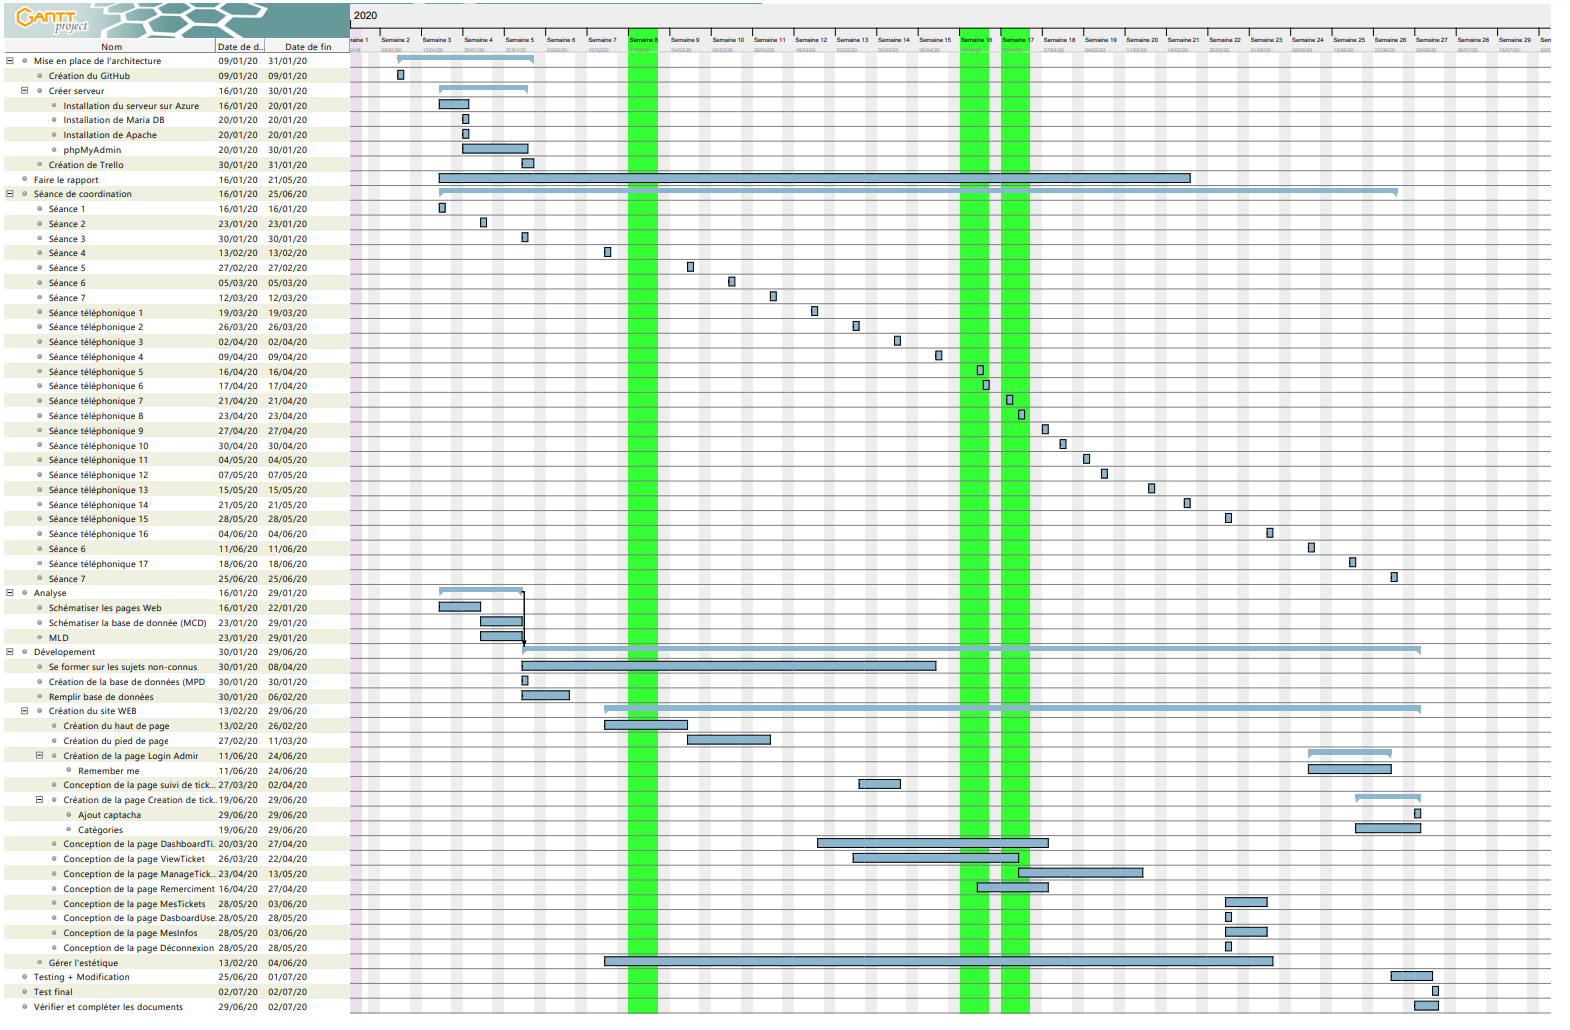 GANTT
project
2020
ne 1 Semaine 2 Semaine 3 Semaine 4 Semaine 5 Semaine 6 Semaine 7 Semaine 8 Semaine 9 Semaine 10 Semaine 11 Semaine 12 Semaine 13 Semaine 14 Semaine 15 Semaine 16 Semaine 17 Semaine 18 Semaine 19 Semaine 20 Semaine 21 Semaine 22 Semaine 23 Semaine 24 Semaine 25 Semaine 26 Semaine 27 Semaine 28 Semaine 29 Sen
Nom Date de d.. Date de fin
Mise en place de l'architecture 09/01/20 31/01/20
Création du GitHub 09/01/20 09/01/20
Créer serveur 16/01/20 30/01/20
Installation du serveur sur Azure 16/01/20 20/01/20
Installation de Maria DB 20/01/20 20/01/20
Installation de Apache 20/01/20 20/01/20
phpMyAdmin 20/01/20 30/01/20
Création de Trello 30/01/20 31/01/20
Faire le rapport 16/01/20 21/05/20
Séance de coordination 16/01/20 25/06/20
Séance 1 16/01/20 16/01/20
Séance 2 23/01/20 23/01/20
Séance 3 30/01/20 30/01/20
Séance 4 13/02/20 13/02/20
Séance 5 27/02/20 27/02/20
Séance 6 05/03/20 05/03/20
Séance 7 12/03/20 12/03/20
Séance téléphonique 1 19/03/20 19/03/20
Séance téléphonique 2 26/03/20 26/03/20
Séance téléphonique 3 02/04/20 02/04/20
Séance téléphonique 4 09/04/20 09/04/20
Séance téléphonique 5 16/04/20 16/04/20
Séance téléphonique 6 17/04/20 17/04/20
Séance téléphonique 7 21/04/20 21/04/20
Séance téléphonique 8 23/04/20 23/04/20
Séance téléphonique 9 27/04/20 27/04/20
Séance téléphonique 10 30/04/20 30/04/20
Séance téléphonique 11 04/05/20 04/05/20
Séance téléphonique 12 07/05/20 07/05/20
Séance téléphonique 13 15/05/20 15/05/20
Séance téléphonique 14 21/05/20 21/05/20
Séance téléphonique 15 28/05/20 28/05/20
Séance téléphonique 16 04/06/20 04/06/20
Séance 6 11/06/20 11/06/20
Séance téléphonique 17 18/06/20 18/06/20
Séance 7 25/06/20 25/06/20
Analyse 16/01/20 29/01/20
Schématiser les pages Web 16/01/20 22/01/20
Schématiser la base de donnée (MCD) 23/01/20 29/01/20
MLD 23/01/20 29/01/20
Dévelopement 30/01/20 29/06/20
Se former sur les sujets non-connus 30/01/20 08/04/20
Création de la base de données (MPD 30/01/20 30/01/20
Remplir base de données 30/01/20 06/02/20
Création du site WEB 13/02/20 29/06/20
Création du haut de page 13/02/20 26/02/20
Création du pied de page 27/02/20 11/03/20
Création de la page Login Admin 11/06/20 24/06/20
Remember me 11/06/20 24/06/20
Conception de la page suivi de tick.. 27/03/20 02/04/20
Création de la page Creation de tick.. 19/06/20 29/06/20
Ajout captacha 29/06/20 29/06/20
Catégories 19/06/20 29/06/20
Conception de la page DashboardTi.. 20/03/20 27/04/20
Conception de la page ViewTicket 26/03/20 22/04/20
Conception de la page ManageTick.. 23/04/20 13/05/20
Conception de la page Remerciment 16/04/20 27/04/20
Conception de la page MesTickets 28/05/20 03/06/20
Conception de la page DasboardUse.. 28/05/20 28/05/20
Conception de la page MesInfos 28/05/20 03/06/20
Conception de la page Déconnexion 28/05/20 28/05/20
Gérer l'estétique 13/02/20 04/06/20
Testing + Modification 25/06/20 01/07/20
Test final 02/07/20 02/07/20
Vérifier et compléter les documents 29/06/20 02/07/20